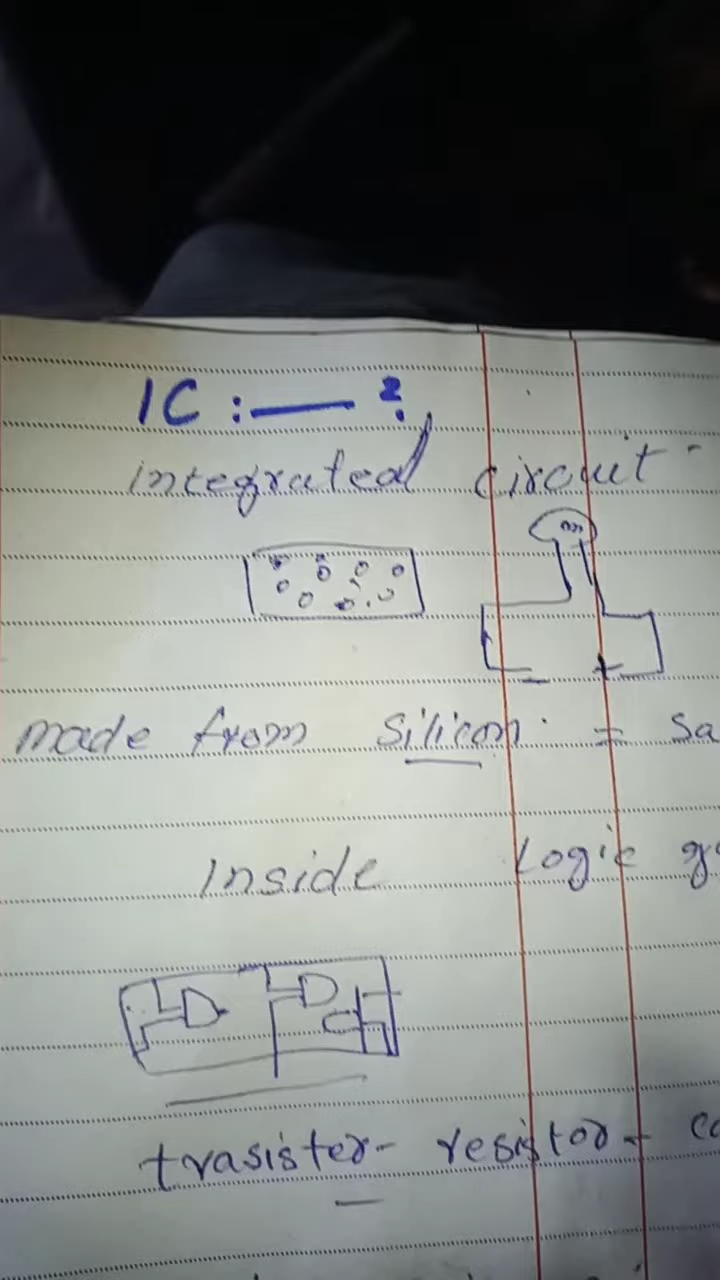 IC :— ?
integrated circuit
made from silicon = Sa
Inside Logic g
trasister - resistor -